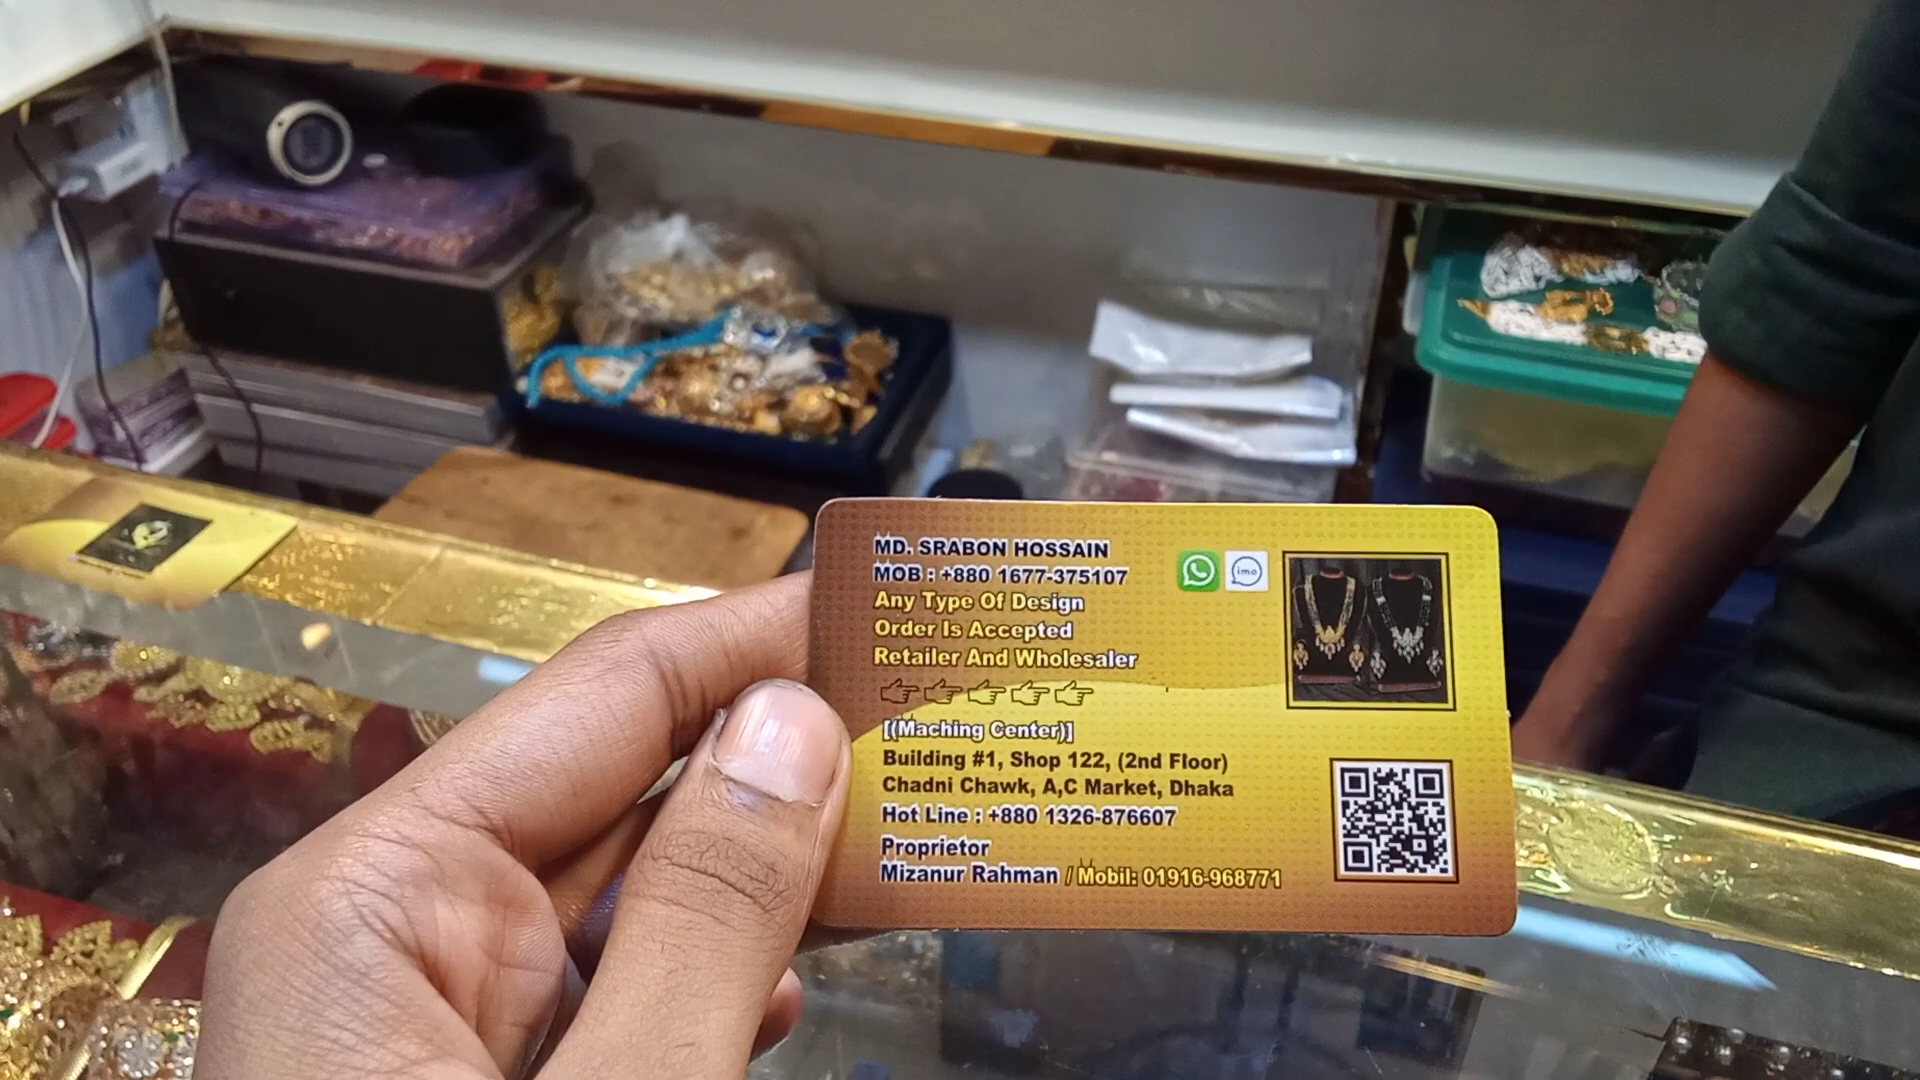 MD. SRABON HOSSAIN
MOB : +880 1677-375107
imo
Any Type Of Design
Order Is Accepted
Retailer And Wholesaler
[(Maching Center)]
Building #1, Shop 122, (2nd Floor)
Chadni Chawk, A,C Market, Dhaka
Hot Line : +880 1326-876607
Proprietor
Mizanur Rahman / Mobil: 01916-968771